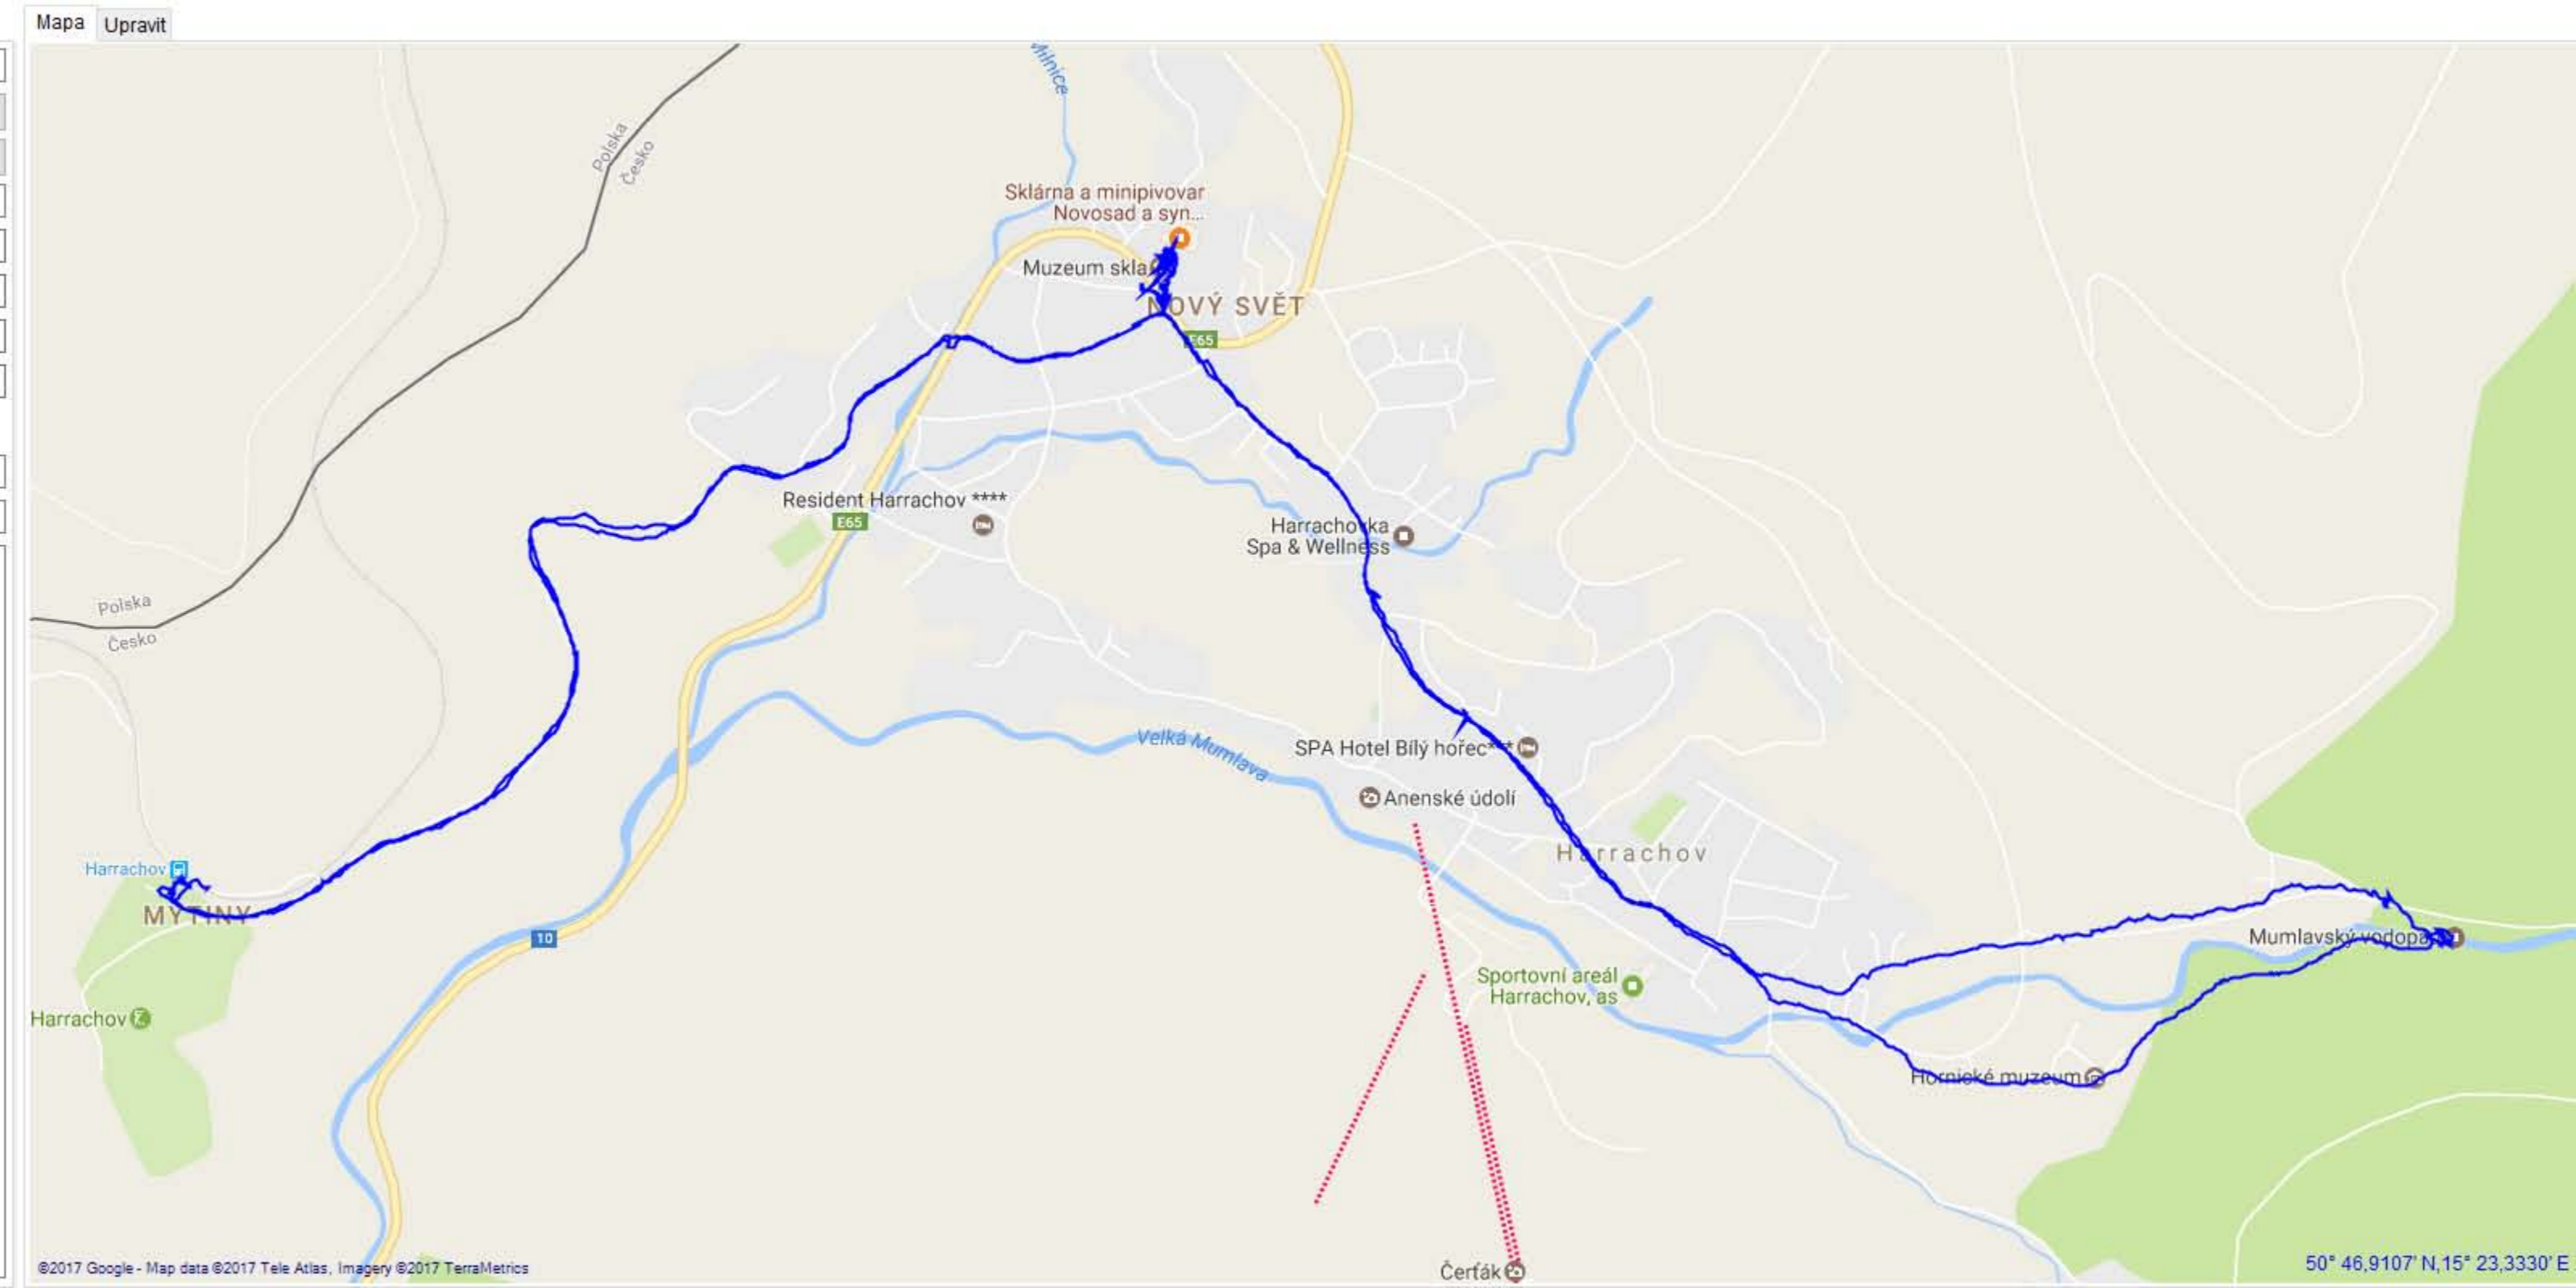 Mapa
Upravit
Milnice
Polska
Česko
Sklárna a minipivovar
Novosad a syn...
Muzeum skla
NOVÝ SVĚT
E65
Resident Harrachov ****
E65
Harrachovka
Spa & Wellness
Polska
Česko
Velká Mumlava
SPA Hotel Bílý hořec***
Anenské údolí
Harrachov
Harrachov
MÝTINY
10
Mumlavský vodopá
Sportovní areál
Harrachov, as
Harrachov
Hornické muzeum
Čerťák
©2017 Google - Map data ©2017 Tele Atlas, Imagery ©2017 TerraMetrics
50° 46,9107' N,15° 23,3330' E